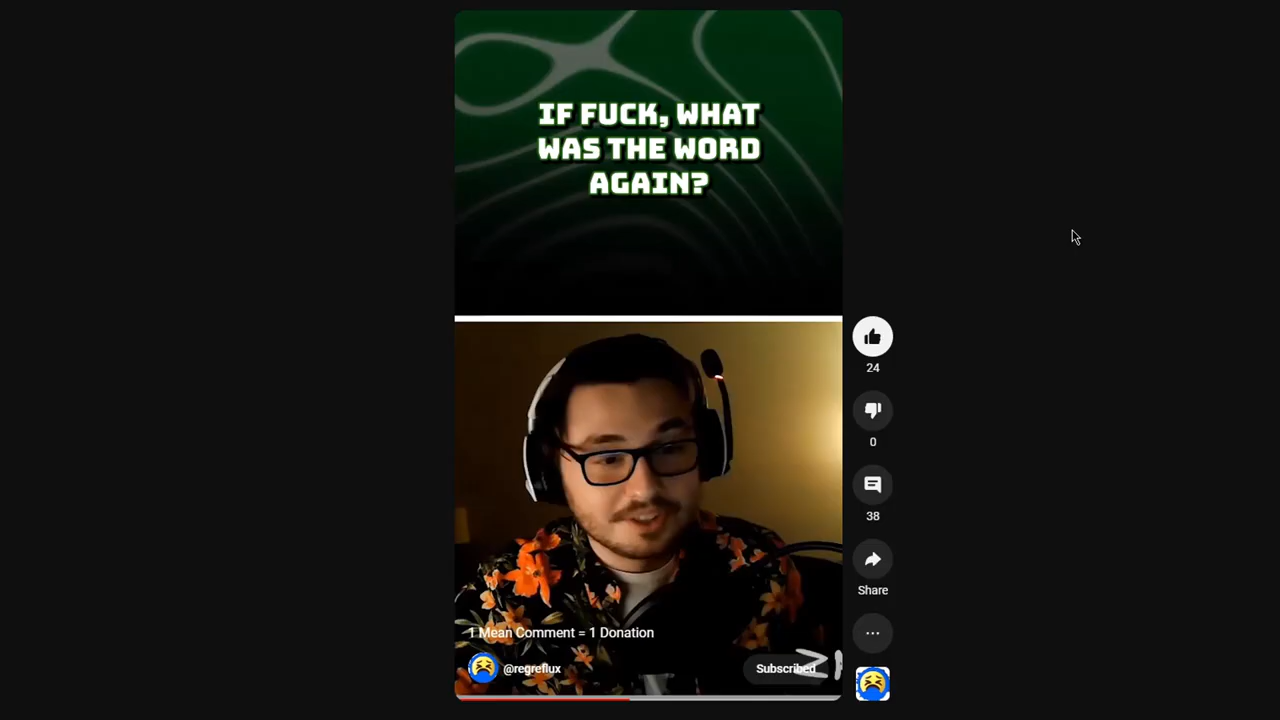 IF FUCK, WHAT
WAS THE WORD
AGAIN?
24
0
38
Share
1 Mean Comment = 1 Donation
@regreflux
Subscribed